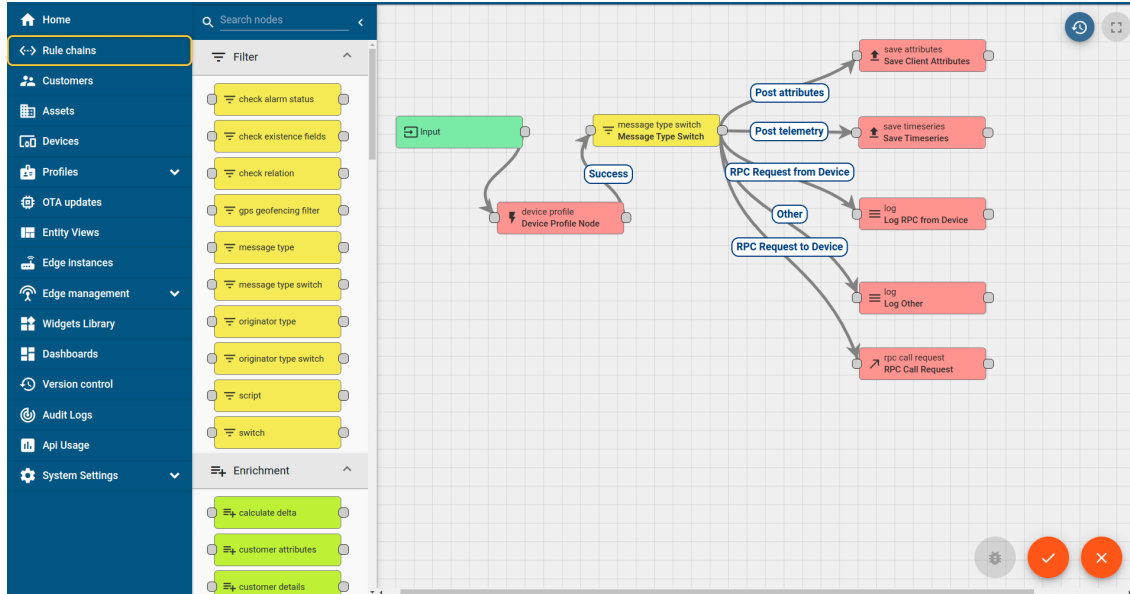 Home
Rule chains
Customers
Assets
Devices
Profiles
OTA updates
Entity Views
Edge instances
Edge management
Widgets Library
Dashboards
Version control
Audit Logs
Api Usage
System Settings
Search nodes
Filter
check alarm status
check existence fields
check relation
gps geofencing filter
message type
message type switch
originator type
originator type switch
script
switch
Enrichment
calculate delta
customer attributes
customer details
Input
device profile
Device Profile Node
Success
message type switch
Message Type Switch
Post attributes
Post telemetry
RPC Request from Device
Other
RPC Request to Device
save attributes
Save Client Attributes
save timeseries
Save Timeseries
log
Log RPC from Device
log
Log Other
rpc call request
RPC Call Request